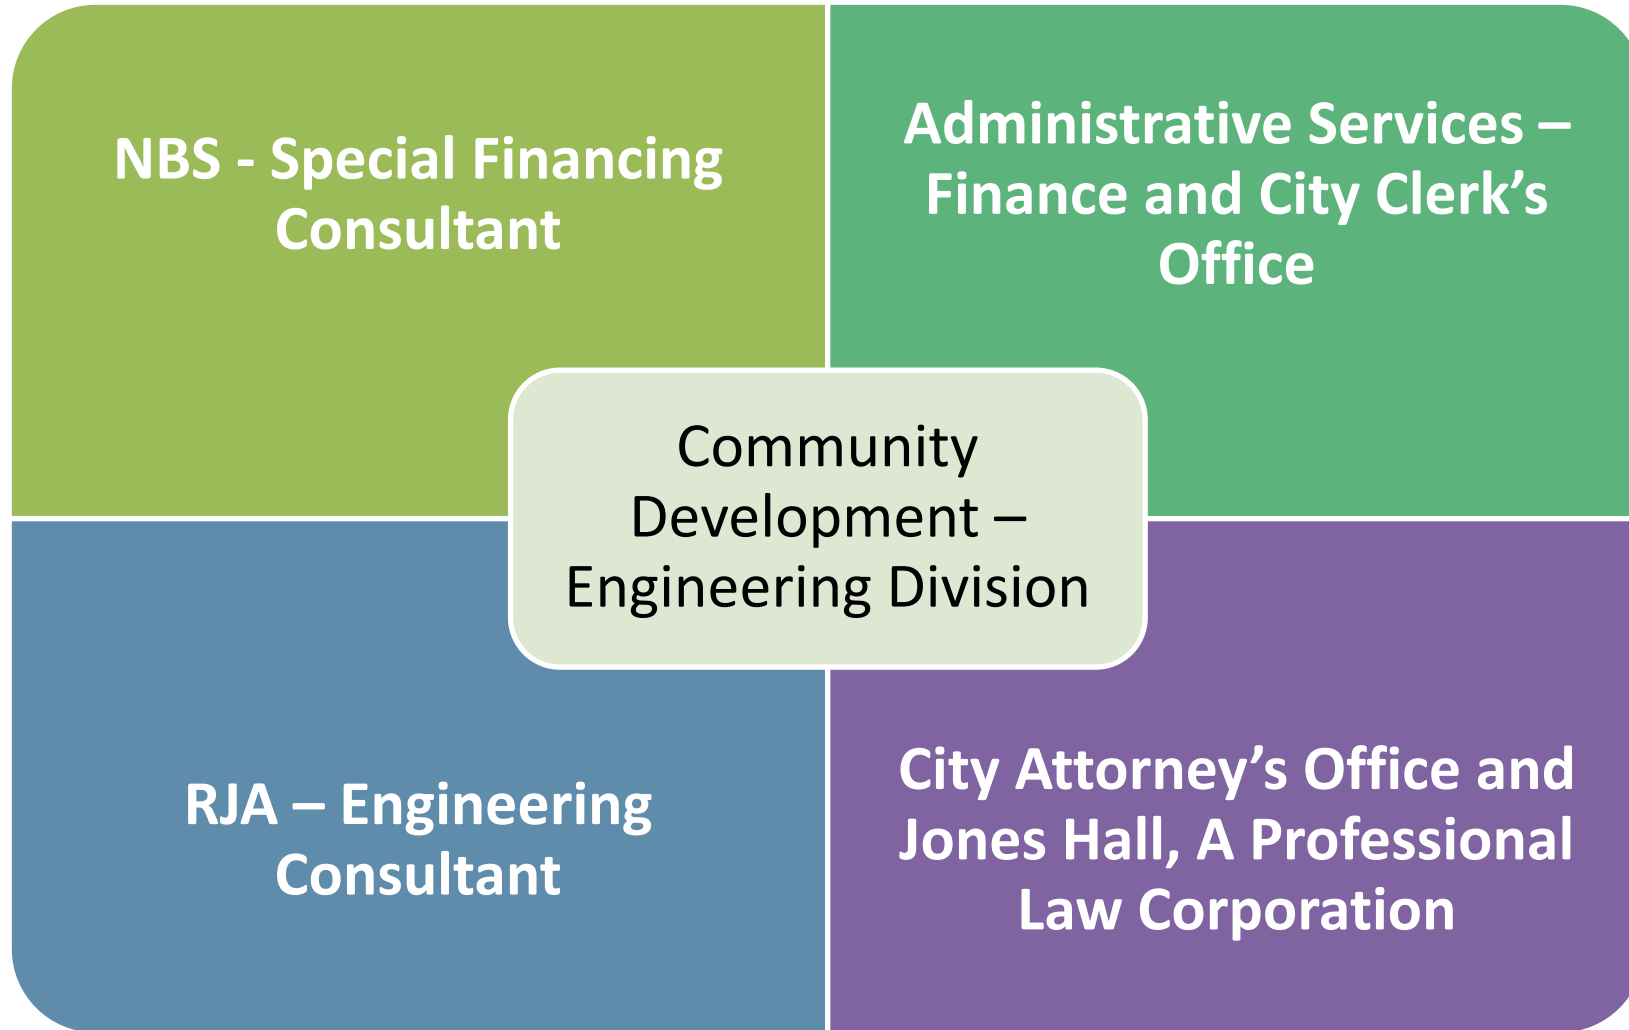 NBS - Special Financing
Consultant
Administrative Services –
Finance and City Clerk’s
Office
Community
Development –
Engineering Division
RJA – Engineering
Consultant
City Attorney’s Office and
Jones Hall, A Professional
Law Corporation